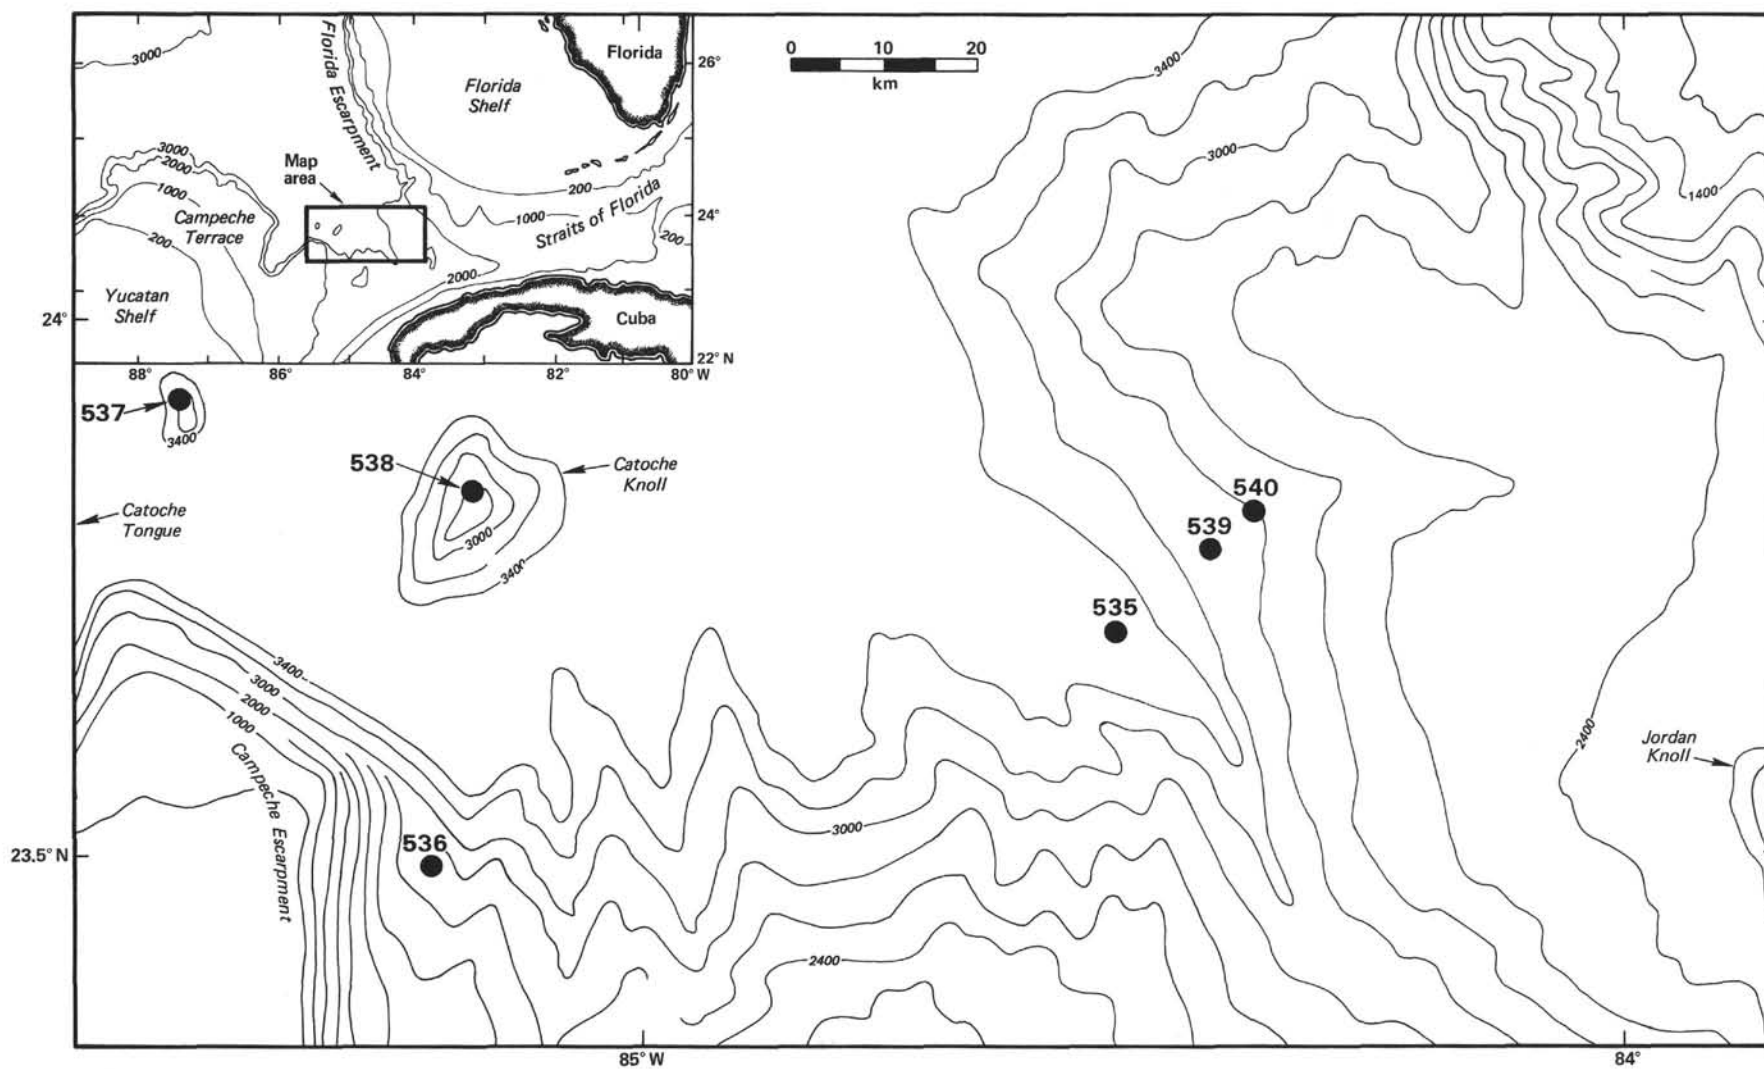 3000
Florida Escarpment
Florida
Shelf
Florida
26°
0 10 20
km
3400
3000
2000
1000
Map
area
200
1000
Straits of Florida
200
24°
Campeche
Terrace
200
2000
Yucatan
Shelf
Cuba
22° N
88° 86° 84° 82° 80° W
24°
3000
1400
537
3400
538
Catoche
Knoll
3000
3400
Catoche
Tongue
540
539
535
3400
3000
2000
1000
Campeche Escarpment
2400
Jordan
Knoll
3000
536
23.5° N
2400
85° W
84°